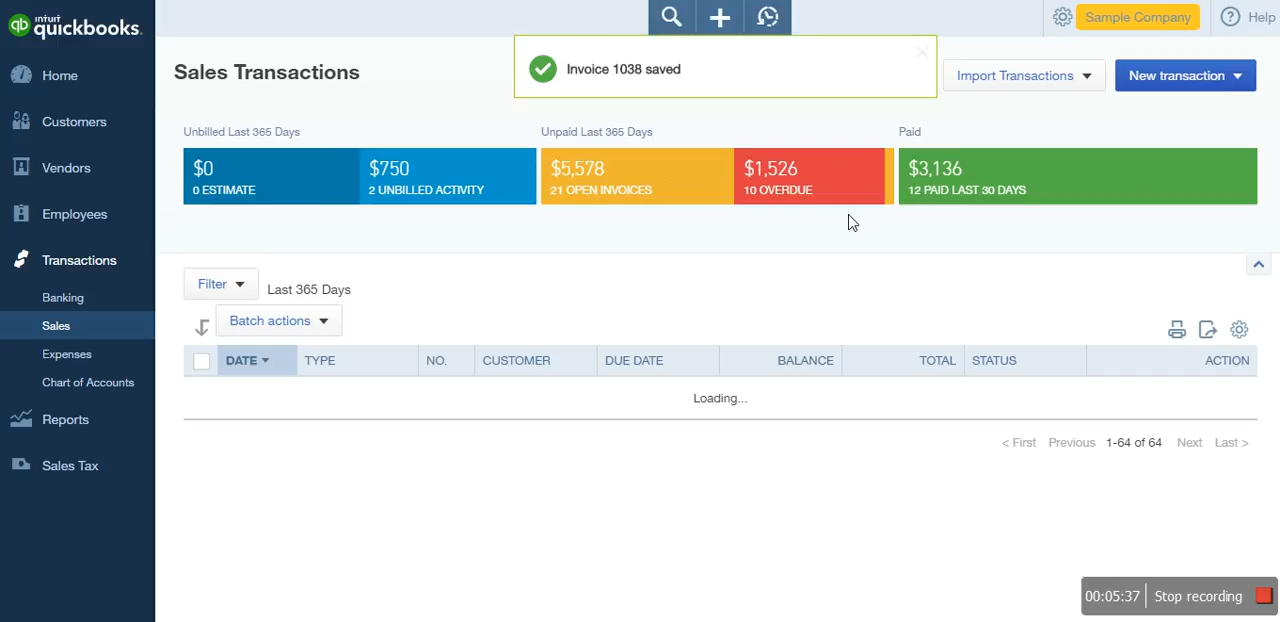 intuit
quickbooks.
Home
Customers
Vendors
Employees
Transactions
Banking
Sales
Expenses
Chart of Accounts
Reports
Sales Tax
Sample Company
Help
Sales Transactions
Invoice 1038 saved
Import Transactions
New transaction
Unbilled Last 365 Days
Unpaid Last 365 Days
Paid
$0
0 ESTIMATE
$750
2 UNBILLED ACTIVITY
$5,578
21 OPEN INVOICES
$1,526
10 OVERDUE
$3,136
12 PAID LAST 30 DAYS
Filter
Last 365 Days
Batch actions
DATE TYPE NO. CUSTOMER DUE DATE BALANCE TOTAL STATUS ACTION
Loading...
< First Previous 1-64 of 64 Next Last >
00:05:37 Stop recording